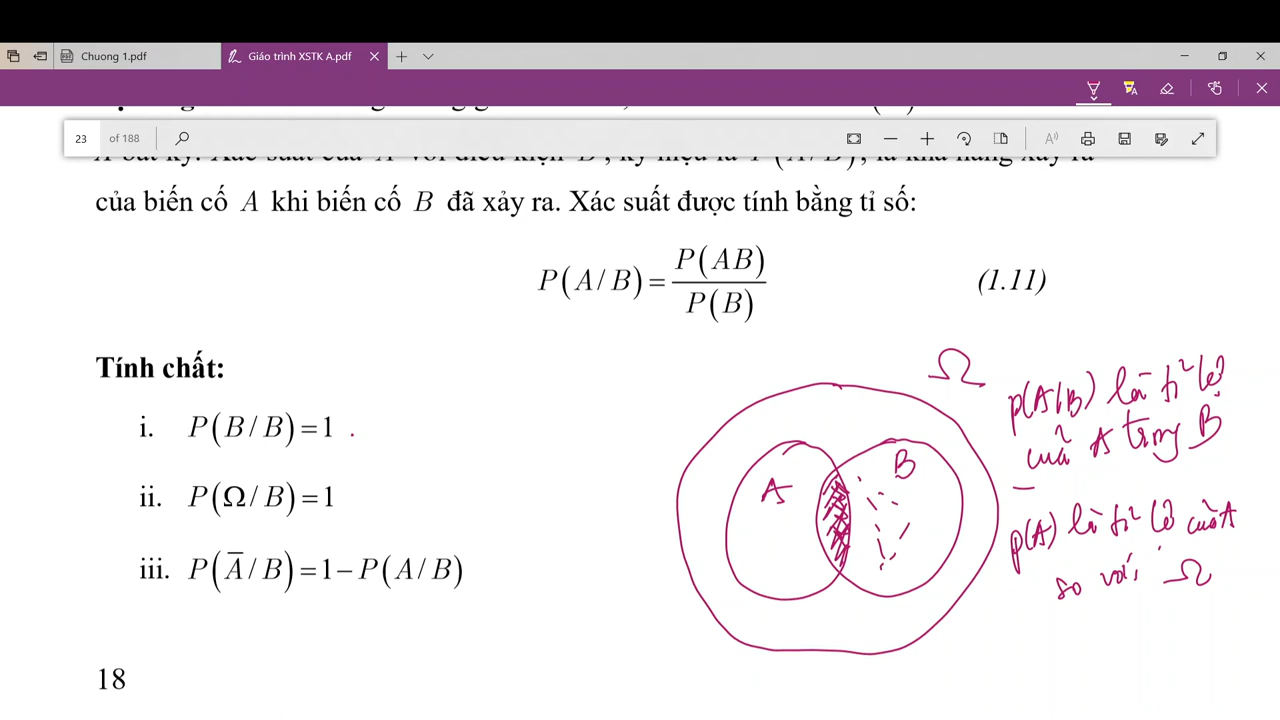 Chuong 1.pdf
Giáo trình XSTK A.pdf
23 of 188
của biến cố A khi biến cố B đã xảy ra. Xác suất được tính bằng tỉ số:
P(A/B)=P(AB)/P(B) (1.11)
Tính chất:
i. P(B/B)=1 .
ii. P(Ω/B)=1
iii. P(A̅/B)=1−P(A/B)
Ω
A
B
P(A/B) là tỉ lệ
của A trong B
P(A) là tỉ lệ của A
so với Ω
18